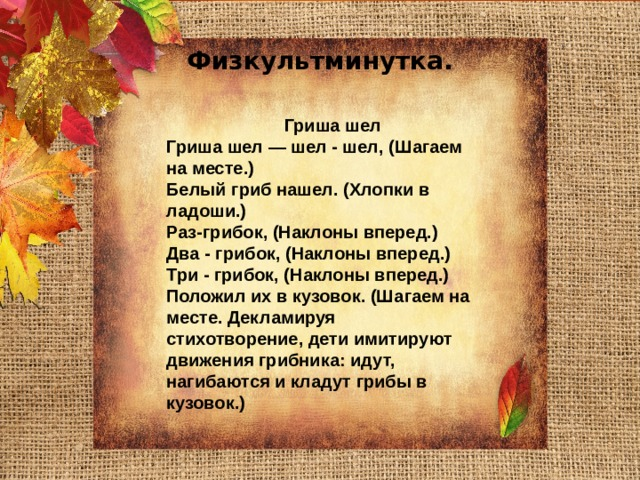 Физкультминутка.
Гриша шел
Гриша шел — шел - шел, (Шагаем
на месте.)
Белый гриб нашел. (Хлопки в
ладоши.)
Раз-грибок, (Наклоны вперед.)
Два - грибок, (Наклоны вперед.)
Три - грибок, (Наклоны вперед.)
Положил их в кузовок. (Шагаем на
месте. Декламируя
стихотворение, дети имитируют
движения грибника: идут,
нагибаются и кладут грибы в
кузовок.)